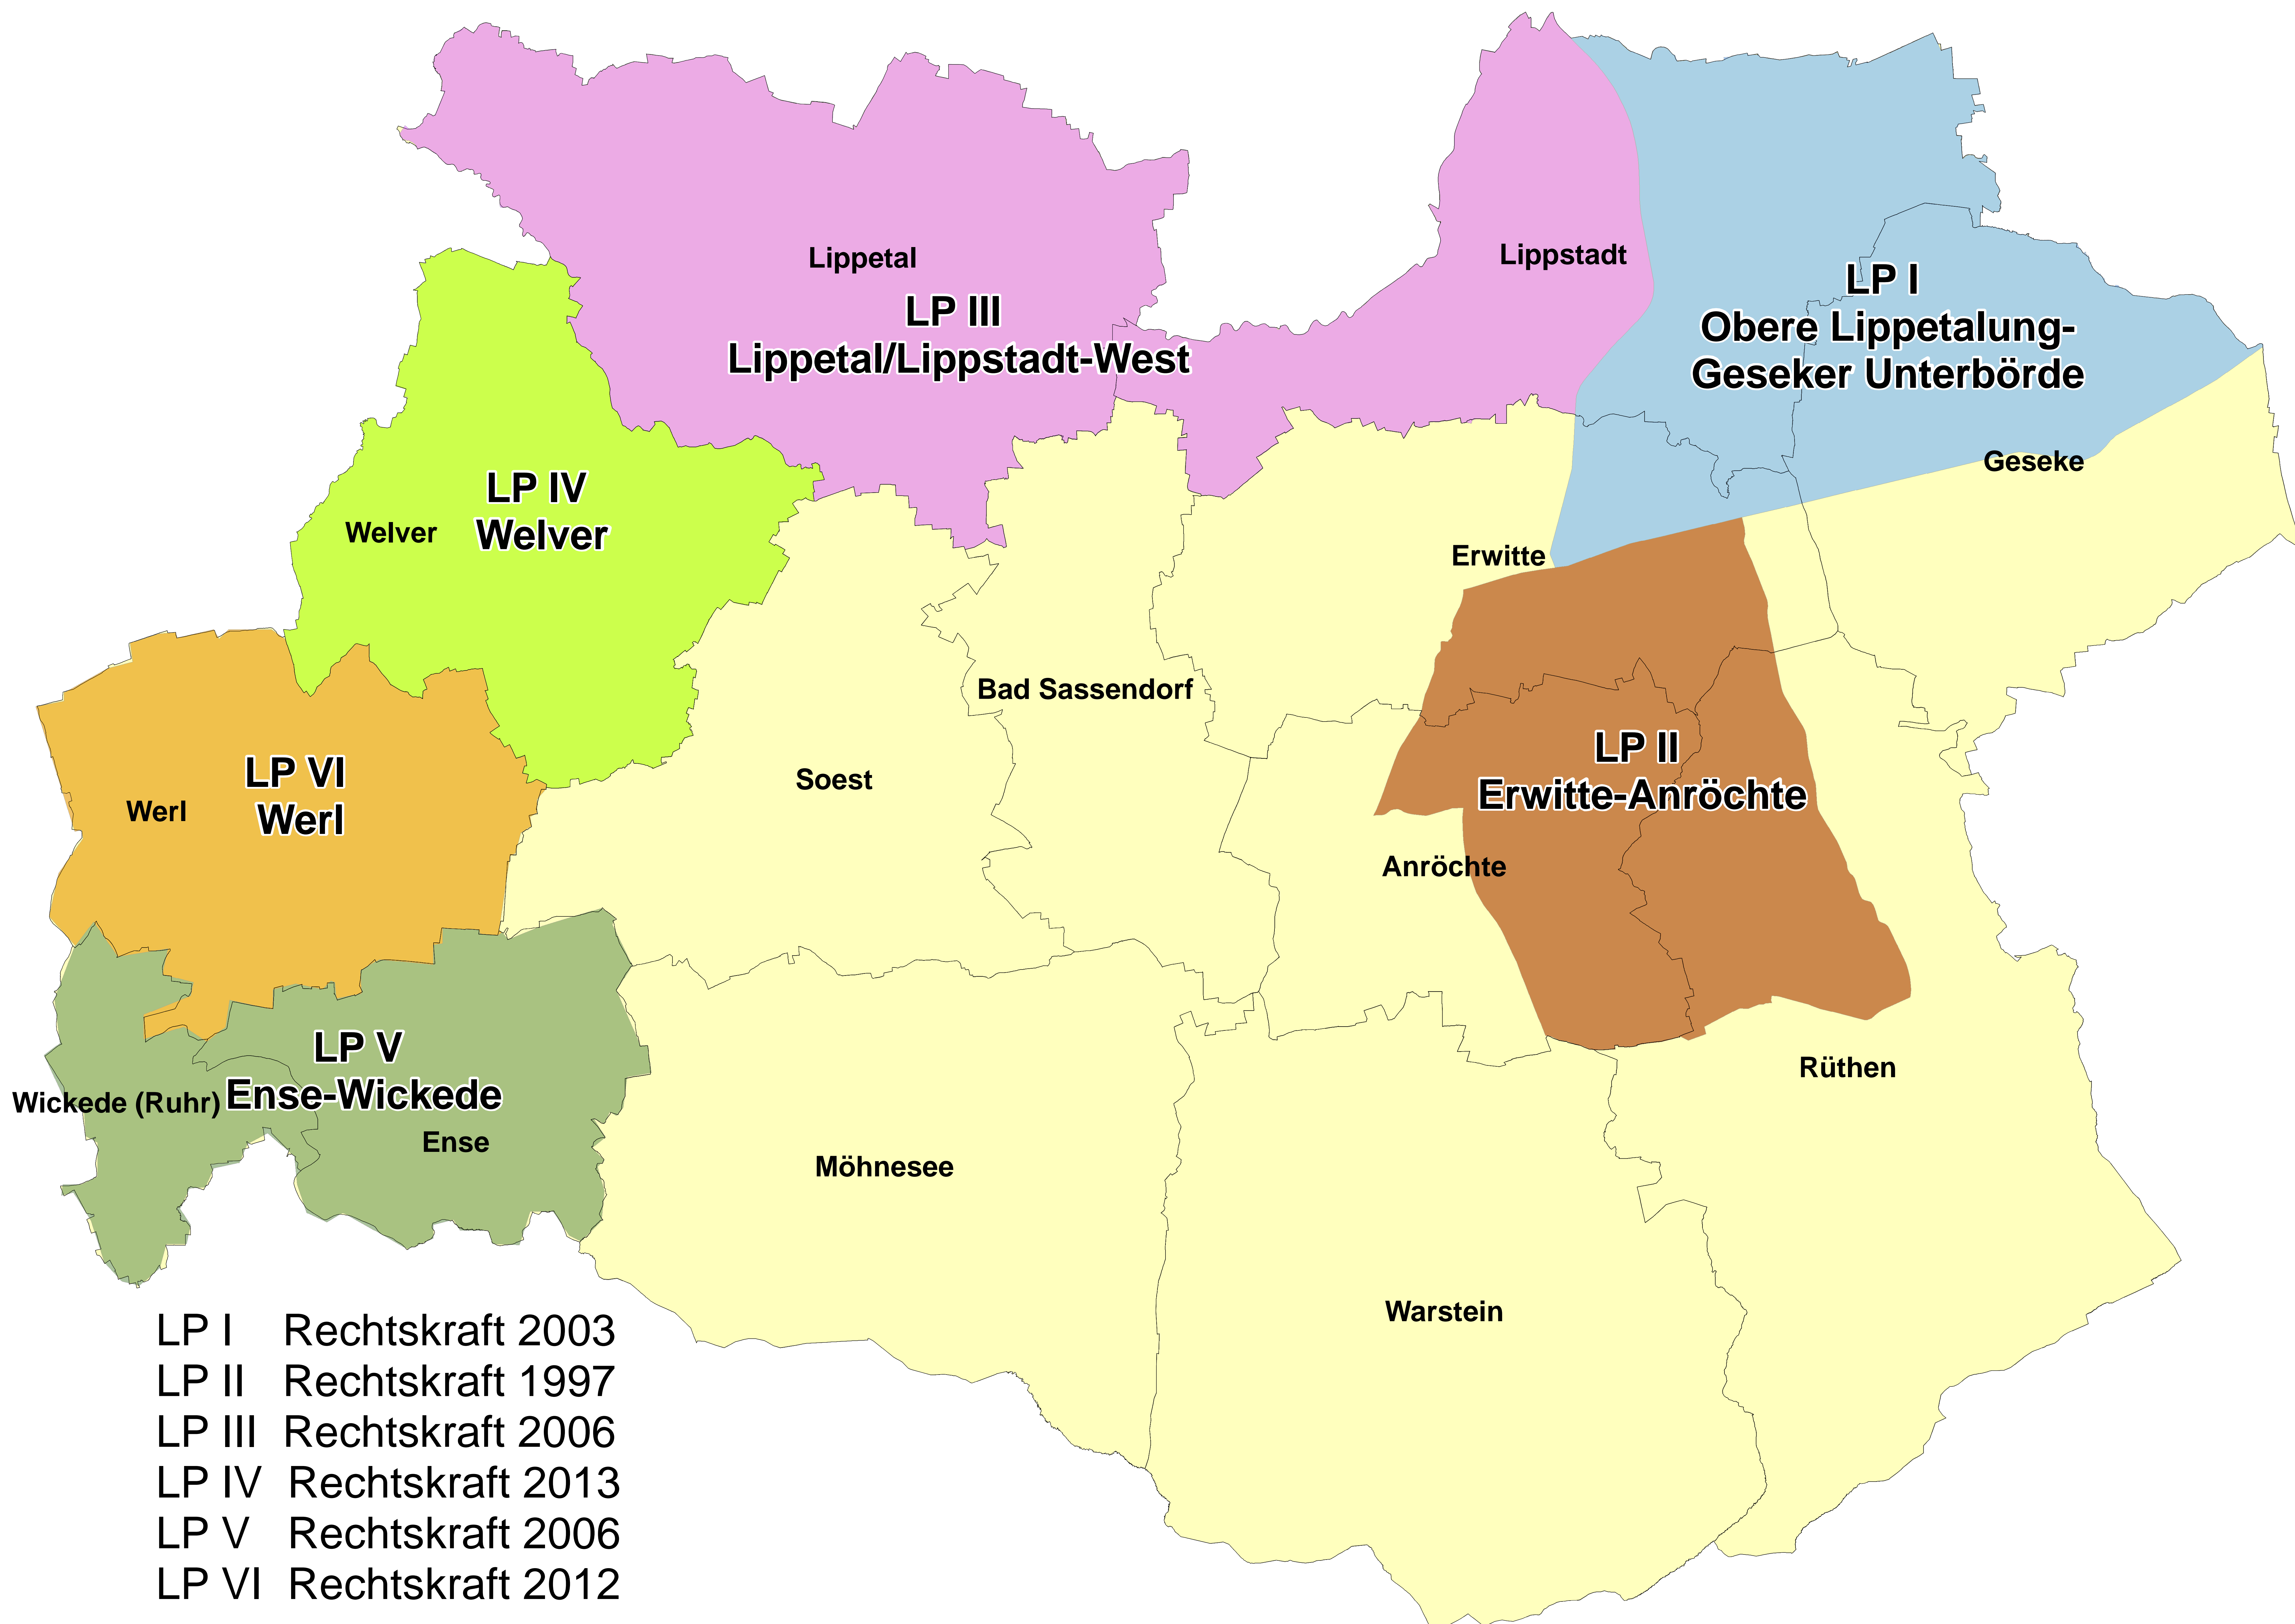 Lippetal
LP III
Lippetal/Lippstadt-West
Lippstadt
LP I
Obere Lippetalung-
Geseker Unterbörde
Geseke
LP IV
Welver
Welver
Erwitte
Bad Sassendorf
LP VI
Werl
Werl
Soest
LP II
Erwitte-Anröchte
Anröchte
LP V
Ense-Wickede
Wickede (Ruhr)
Ense
Möhnesee
Rüthen
Warstein
LP I Rechtskraft 2003
LP II Rechtskraft 1997
LP III Rechtskraft 2006
LP IV Rechtskraft 2013
LP V Rechtskraft 2006
LP VI Rechtskraft 2012